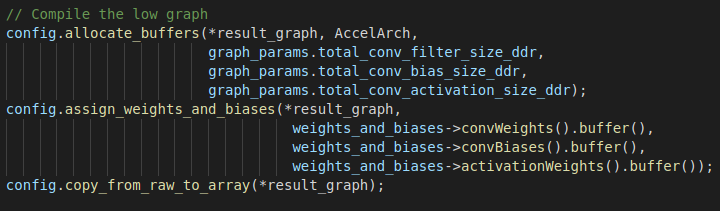 // Compile the low graph
config.allocate_buffers(*result_graph, AccelArch,
graph_params.total_conv_filter_size_ddr,
graph_params.total_conv_bias_size_ddr,
graph_params.total_conv_activation_size_ddr);
config.assign_weights_and_biases(*result_graph,
weights_and_biases->convWeights().buffer(),
weights_and_biases->convBiases().buffer(),
weights_and_biases->activationWeights().buffer());
config.copy_from_raw_to_array(*result_graph);